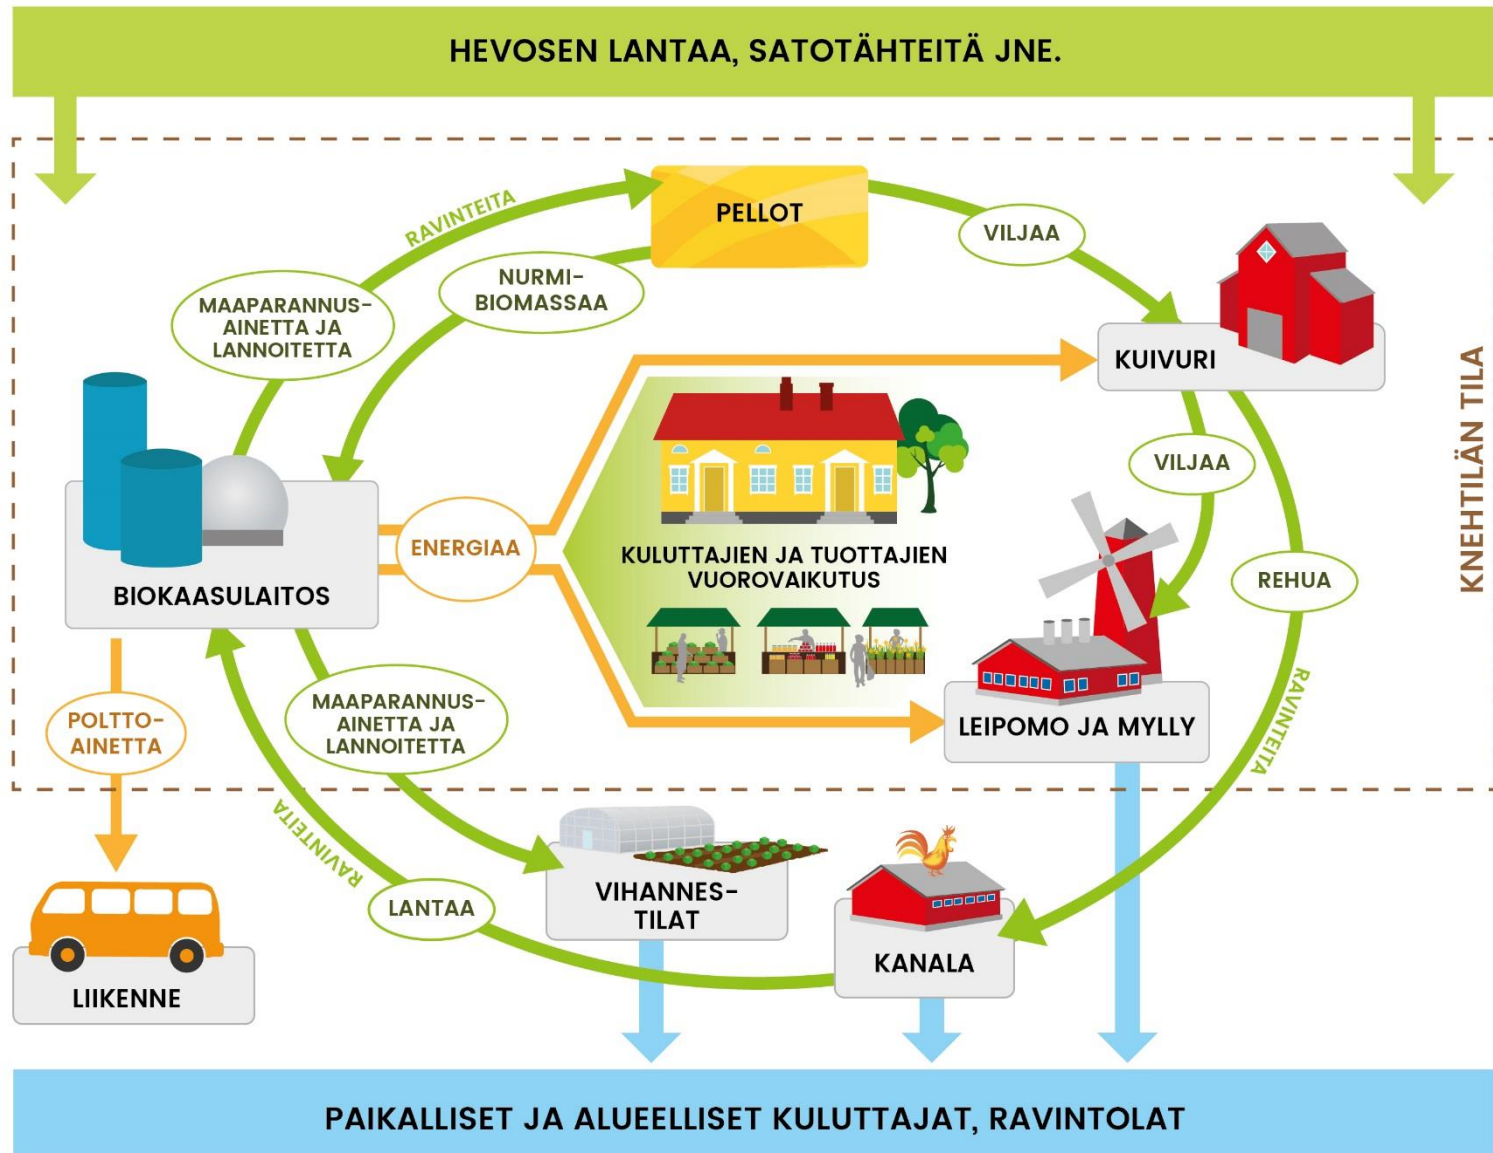 HEVOSEN LANTAA, SATOTÄHTEITÄ JNE.
RAVINTEITA
PELLOT
VILJAA
NURMI-
BIOMASSAA
MAAPARANNUS-
AINETTA JA
LANNOITETTA
KUIVURI
KNEHTILÄN TILA
VILJAA
ENERGIAA
KULUTTAJIEN JA TUOTTAJIEN
VUOROVAIKUTUS
BIOKAASULAITOS
REHUA
MAAPARANNUS-
AINETTA JA
LANNOITETTA
POLTTO-
AINETTA
LEIPOMO JA MYLLY
RAVINTEITA
RAVINTEITA
LANTAA
VIHANNES-
TILAT
KANALA
LIIKENNE
PAIKALLISET JA ALUEELLISET KULUTTAJAT, RAVINTOLAT